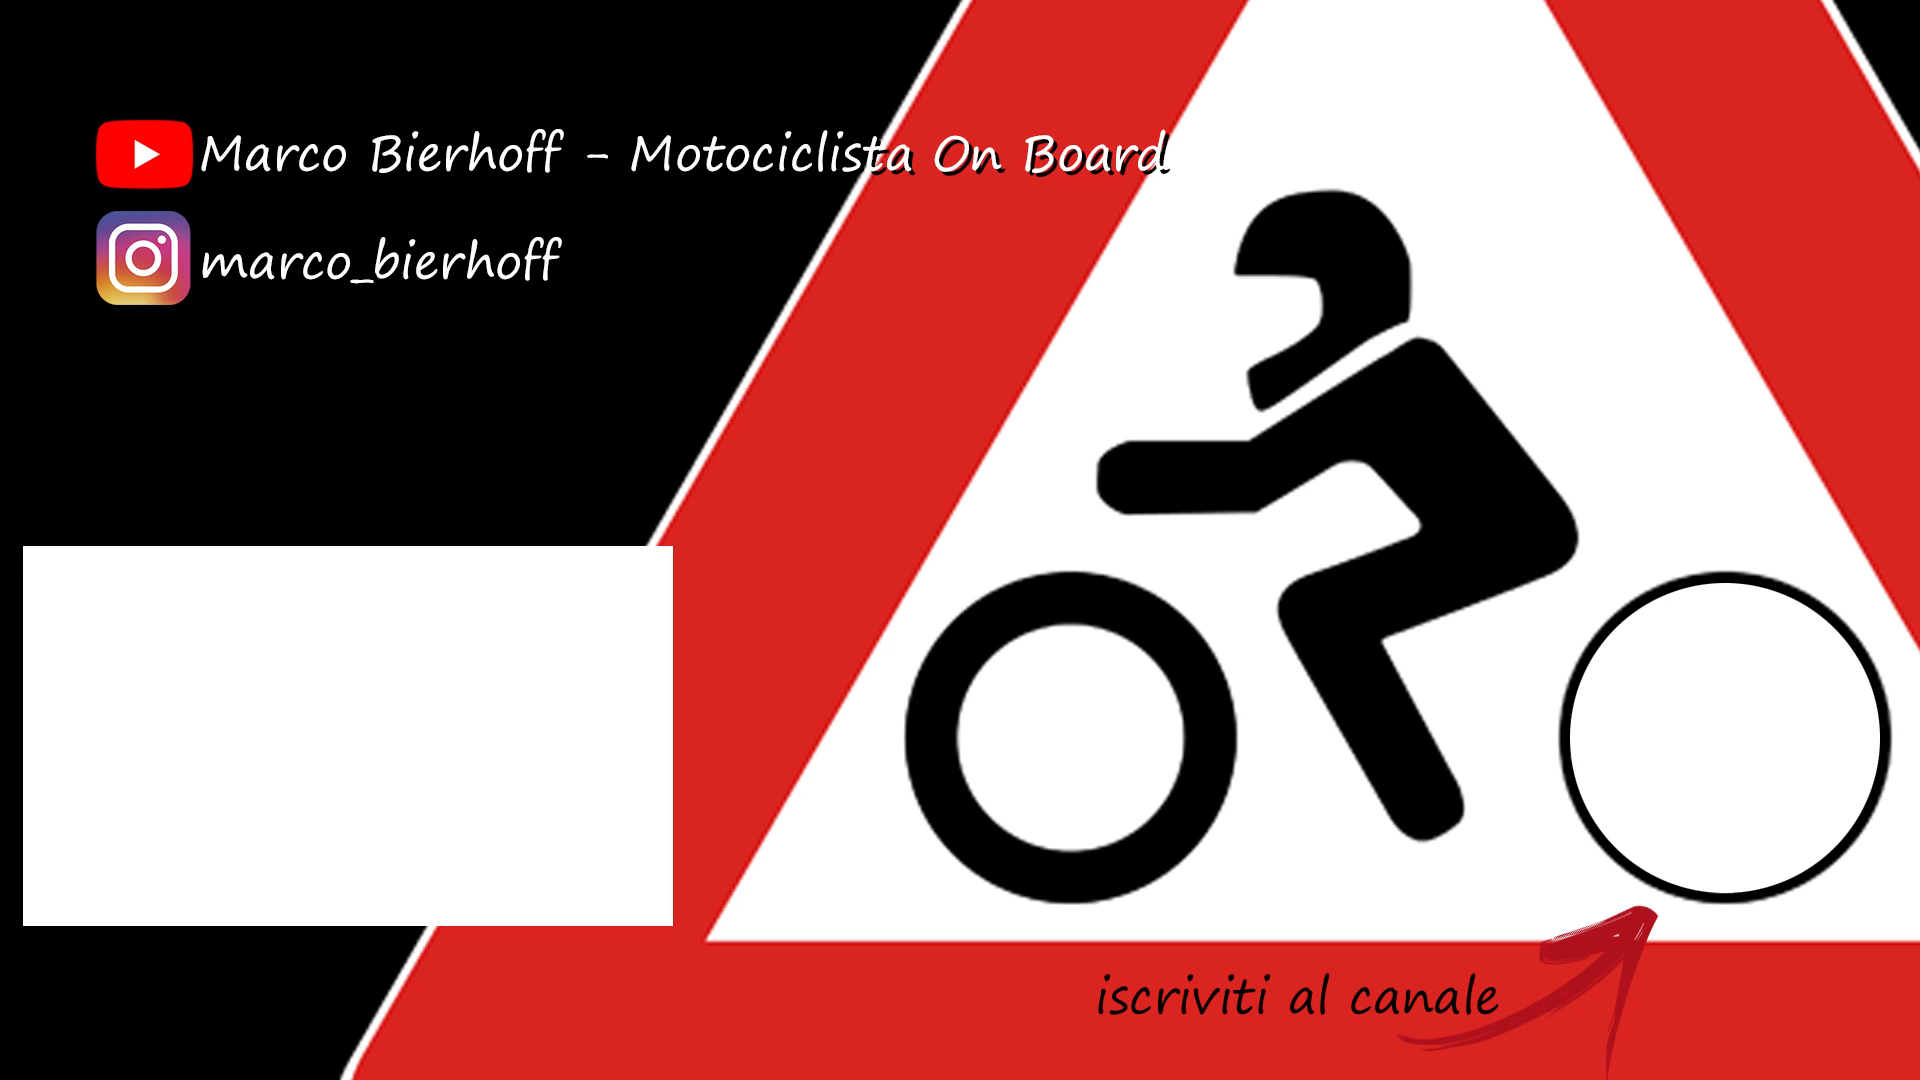 Marco Bierhoff - Motociclista On Board
marco_bierhoff
iscriviti al canale